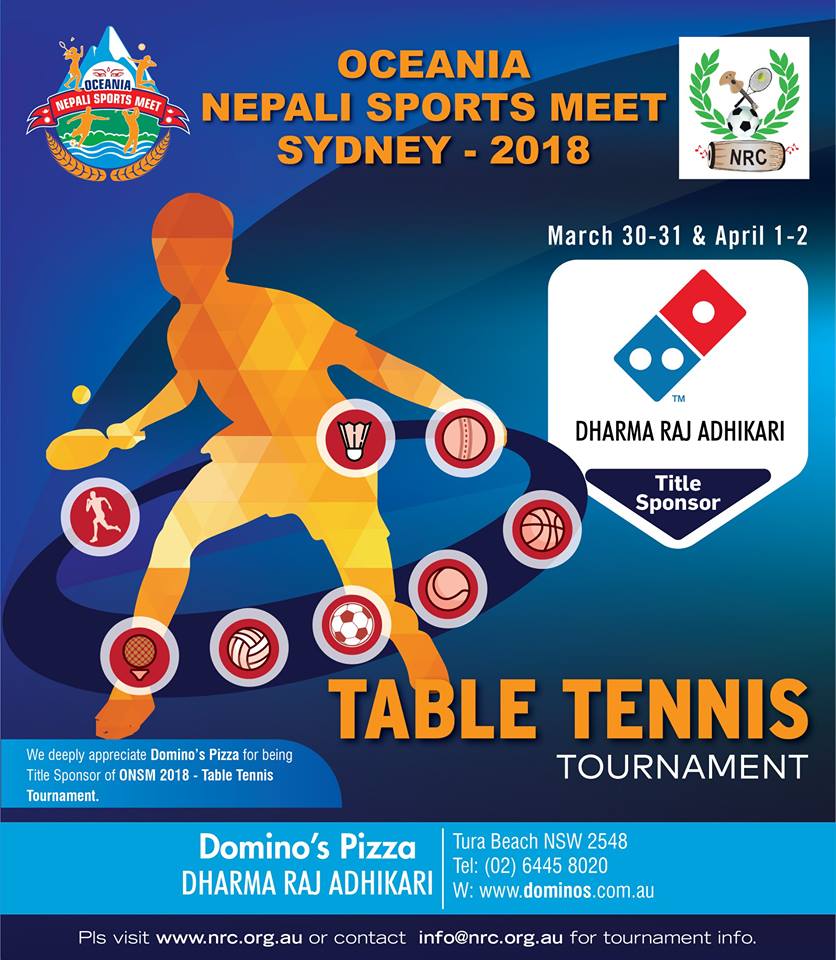 OCEANIA
NEPALI SPORTS MEET
OCEANIA
NEPALI SPORTS MEET
SYDNEY - 2018
NRC
March 30-31 & April 1-2
TM
DHARMA RAJ ADHIKARI
Title
Sponsor
TABLE TENNIS
TOURNAMENT
We deeply appreciate Domino's Pizza for being
Title Sponsor of ONSM 2018 - Table Tennis
Tournament.
Domino's Pizza
DHARMA RAJ ADHIKARI
Tura Beach NSW 2548
Tel: (02) 6445 8020
W: www.dominos.com.au
Pls visit www.nrc.org.au or contact info@nrc.org.au for tournament info.